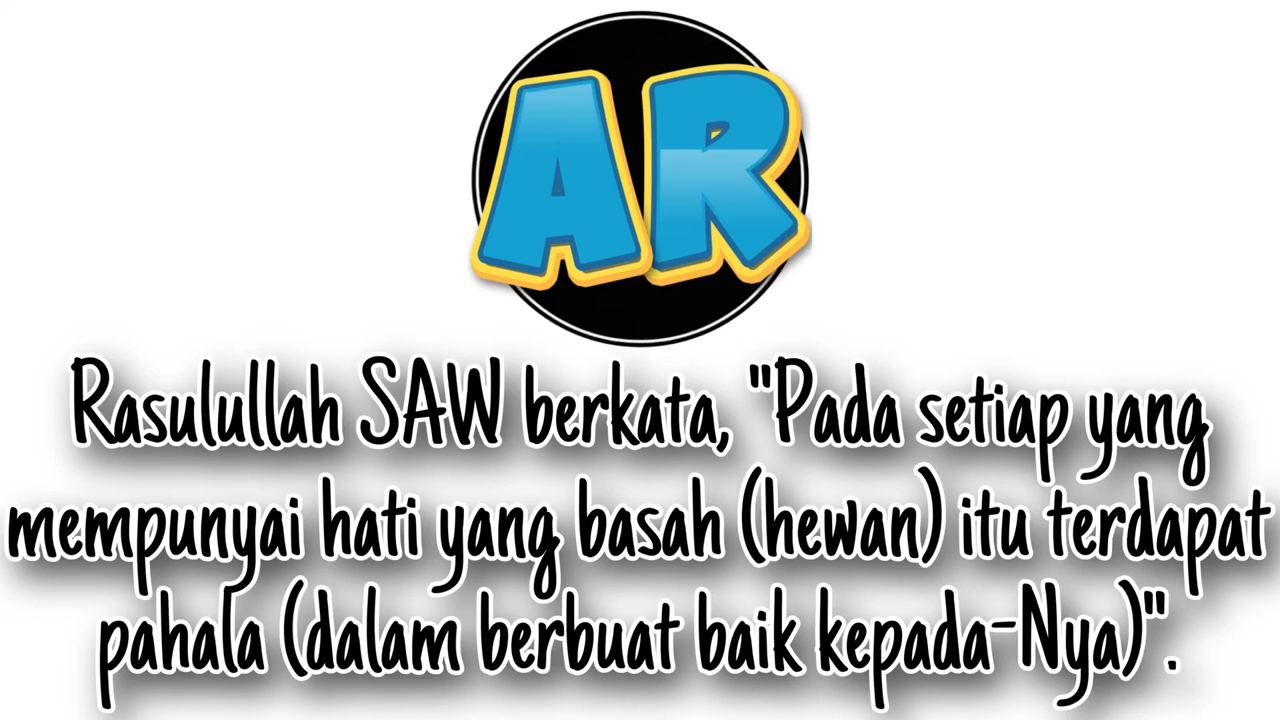 AR
Rasulullah SAW berkata, "Pada setiap yang
mempunyai hati yang basah (hewan) itu terdapat
pahala (dalam berbuat baik kepada-Nya)".